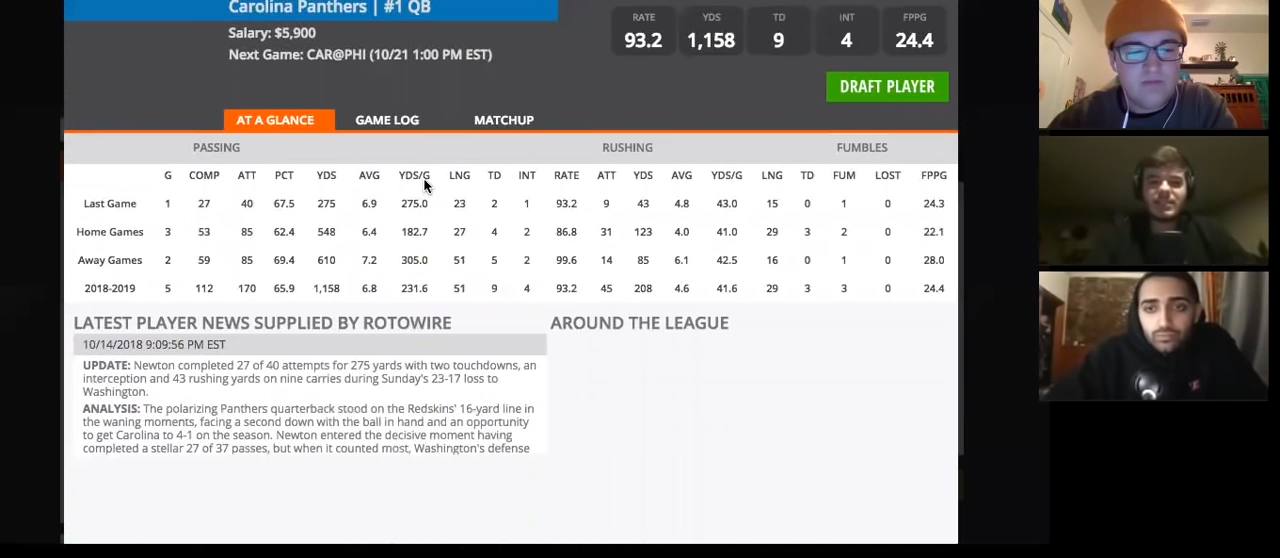 Carolina Panthers | #1 QB
Salary: $5,900
Next Game: CAR@PHI (10/21 1:00 PM EST)
RATE YDS TD INT FPPG
93.2 1,158 9 4 24.4
DRAFT PLAYER
AT A GLANCE GAME LOG MATCHUP
PASSING RUSHING FUMBLES
G COMP ATT PCT YDS AVG YDS/G LNG TD INT RATE ATT YDS AVG YDS/G LNG TD FUM LOST FPPG
Last Game 1 27 40 67.5 275 6.9 275.0 23 2 1 93.2 9 43 4.8 43.0 15 0 1 0 24.3
Home Games 3 53 85 62.4 548 6.4 182.7 27 4 2 86.8 31 123 4.0 41.0 29 3 2 0 22.1
Away Games 2 59 85 69.4 610 7.2 305.0 51 5 2 99.6 14 85 6.1 42.5 16 0 1 0 28.0
2018-2019 5 112 170 65.9 1,158 6.8 231.6 51 9 4 93.2 45 208 4.6 41.6 29 3 3 0 24.4
LATEST PLAYER NEWS SUPPLIED BY ROTOWIRE
10/14/2018 9:09:56 PM EST
UPDATE: Newton completed 27 of 40 attempts for 275 yards with two touchdowns, an
interception and 43 rushing yards on nine carries during Sunday's 23-17 loss to
Washington.
ANALYSIS: The polarizing Panthers quarterback stood on the Redskins' 16-yard line in
the waning moments, facing a second down with the ball in hand and an opportunity
to get Carolina to 4-1 on the season. Newton entered the decisive moment having
completed a stellar 27 of 37 passes, but when it counted most, Washington's defense
AROUND THE LEAGUE